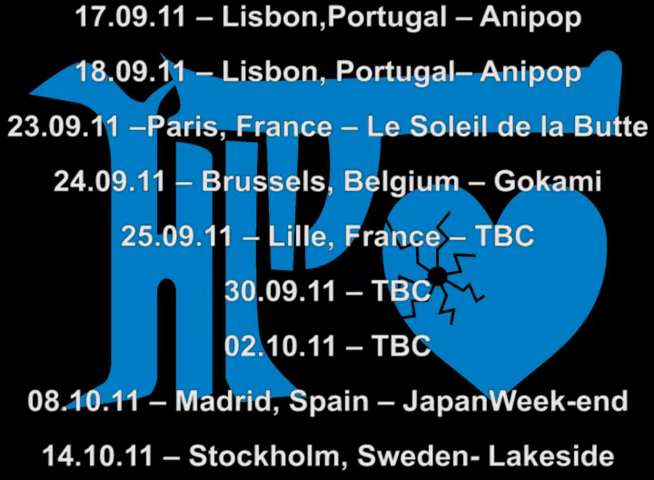 17.09.11 – Lisbon,Portugal – Anipop
18.09.11 – Lisbon, Portugal– Anipop
23.09.11 –Paris, France – Le Soleil de la Butte
24.09.11 – Brussels, Belgium – Gokami
25.09.11 – Lille, France – TBC
30.09.11 – TBC
02.10.11 – TBC
08.10.11 – Madrid, Spain – JapanWeek-end
14.10.11 – Stockholm, Sweden- Lakeside